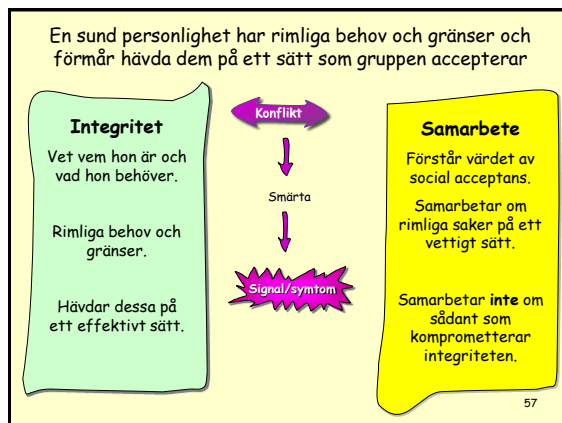 En sund personlighet har rimliga behov och gränser och
förmår hävda dem på ett sätt som gruppen accepterar
Integritet
Vet vem hon är och
vad hon behöver.
Rimliga behov och
gränser.
Hävdar dessa på
ett effektivt sätt.
Konflikt
Smärta
Signal/symtom
Samarbete
Förstår värdet av
social acceptans.
Samarbetar om
rimliga saker på ett
vettigt sätt.
Samarbetar inte om
sådant som
komprometterar
integriteten.
57